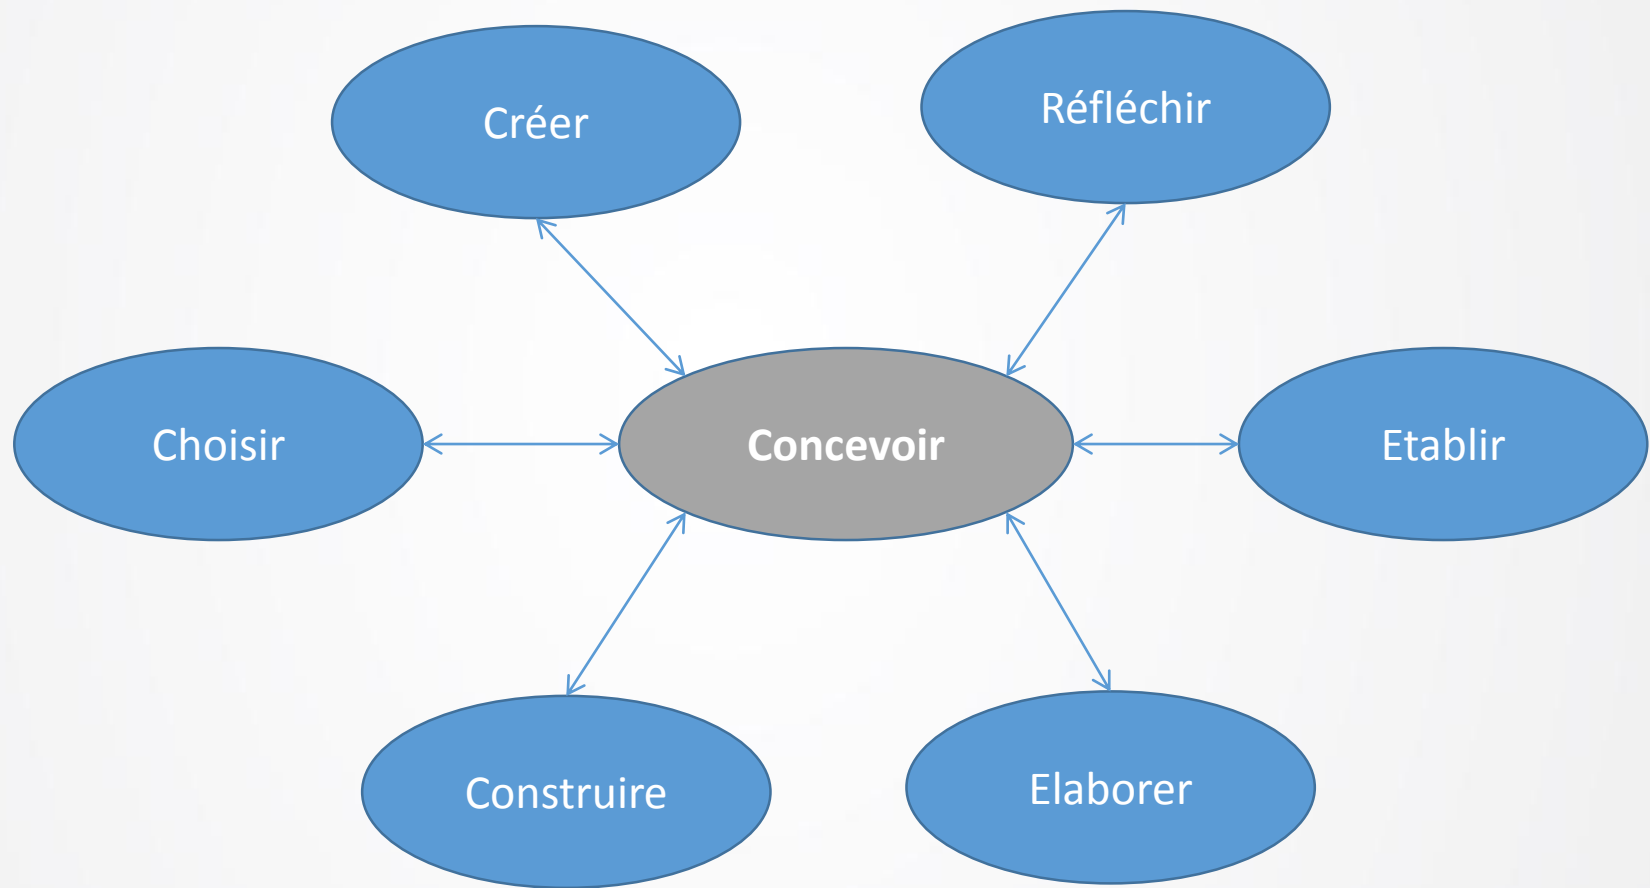 Créer
Réfléchir
Choisir
Concevoir
Etablir
Construire
Elaborer